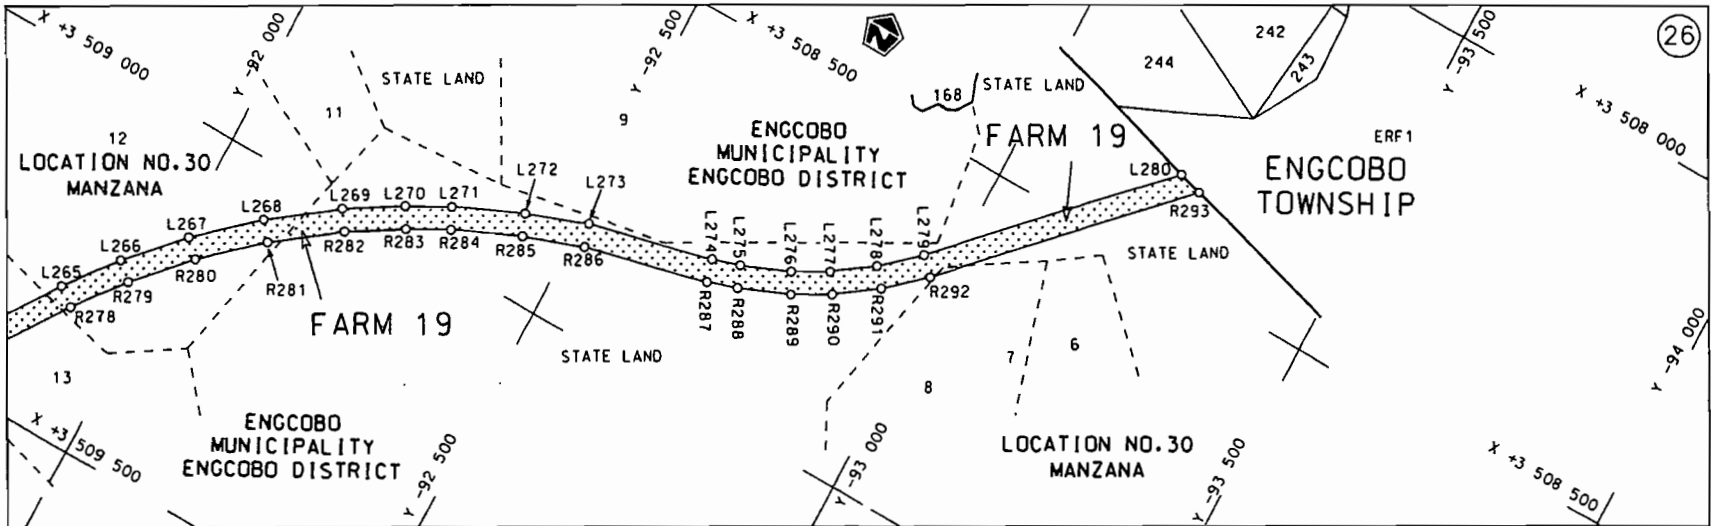 X +3 509 000
Y -92 000
Y -92 500
X +3 508 500
Y -93 500
X +3 508 000
26
STATE LAND
11
9
12
LOCATION NO.30
MANZANA
ENGCOBO
MUNICIPALITY
ENGCOBO DISTRICT
168
STATE LAND
244
242
243
FARM 19
ERF1
ENGCOBO
TOWNSHIP
L265
L266
L267
L268
L269
L270
L271
L272
L273
L274
L275
L276
L277
L278
L279
L280
R278
R279
R280
R281
R282
R283
R284
R285
R286
R287
R288
R289
R290
R291
R292
R293
FARM 19
STATE LAND
STATE LAND
13
8
7
6
X +3 509 500
ENGCOBO
MUNICIPALITY
ENGCOBO DISTRICT
Y -92 500
Y -93 000
LOCATION NO.30
MANZANA
Y -93 500
X +3 508 500
Y -94 000